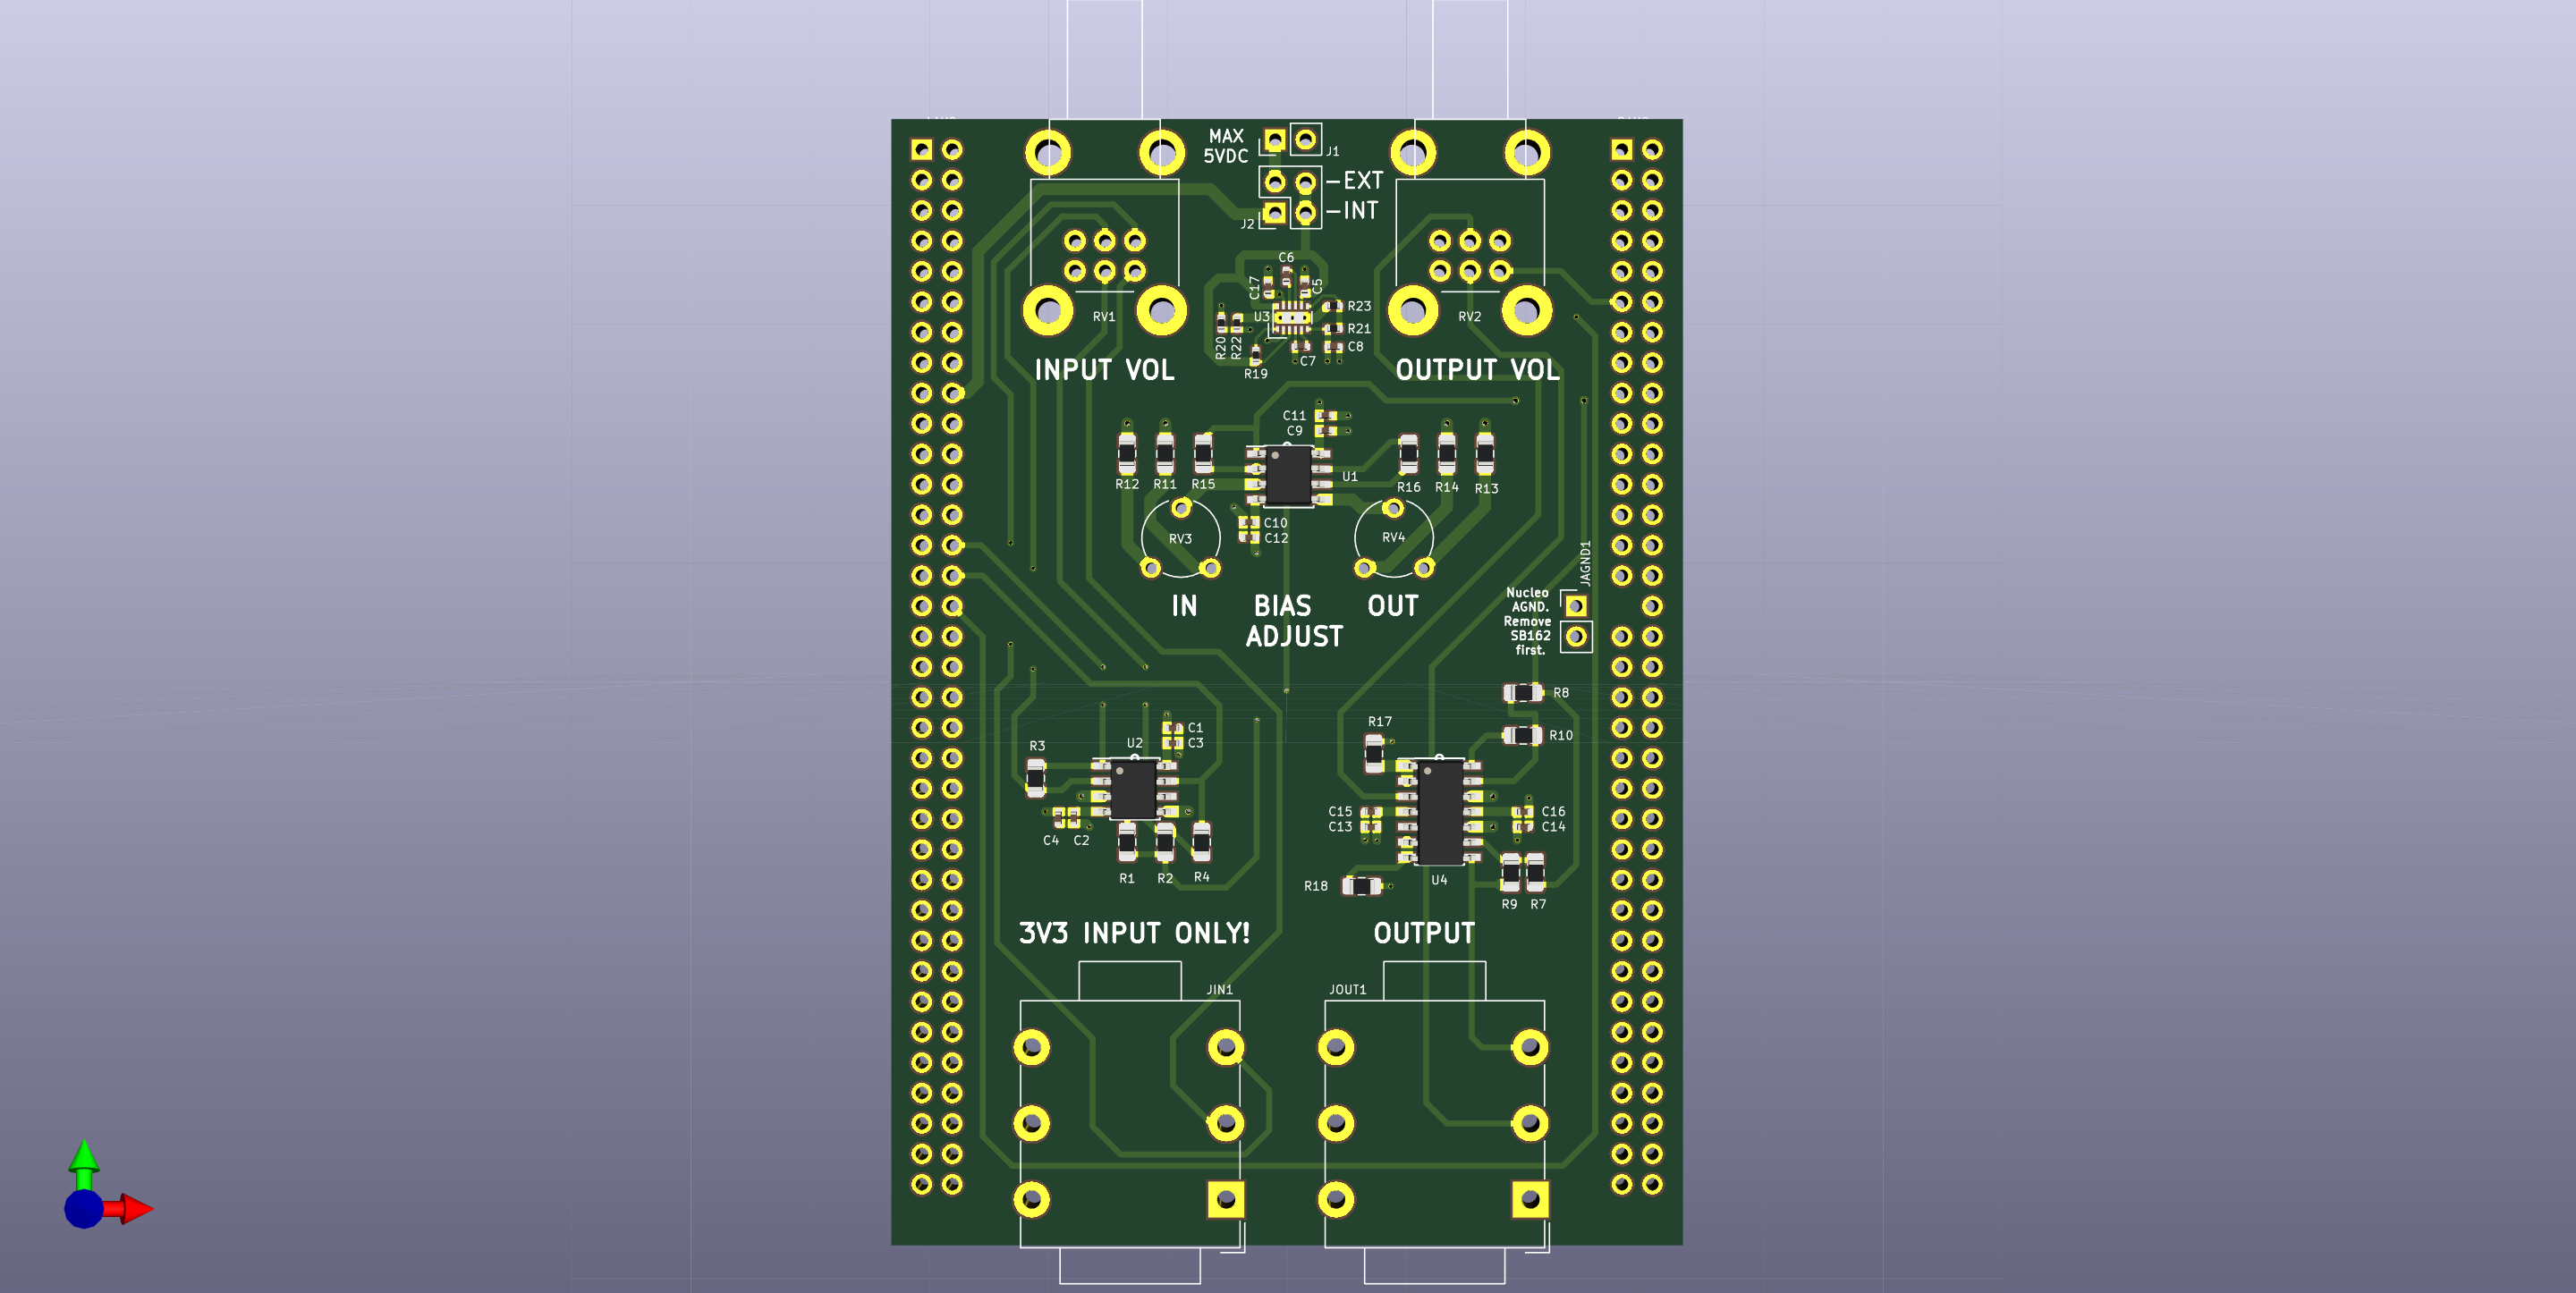 MAX
5VDC
J1
-EXT
-INT
J2
C6
C17
C5
U3
R23
R21
C8
R20
R22
C7
R19
RV1
RV2
INPUT VOL
OUTPUT VOL
C11
C9
U1
R12
R11
R15
R16
R14
R13
C10
C12
RV3
RV4
JAGND1
IN
BIAS
ADJUST
OUT
Nucleo
AGND.
Remove
SB162
first.
R8
R10
R17
C1
C3
U2
R3
C4
C2
R1
R2
R4
C15
C13
C16
C14
U4
R18
R9
R7
3V3 INPUT ONLY!
OUTPUT
JIN1
JOUT1